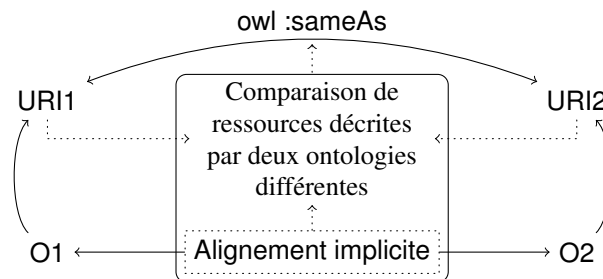 owl :sameAs
URI1
URI2
Comparaison de
ressources décrites
par deux ontologies
différentes
O1
Alignement implicite
O2